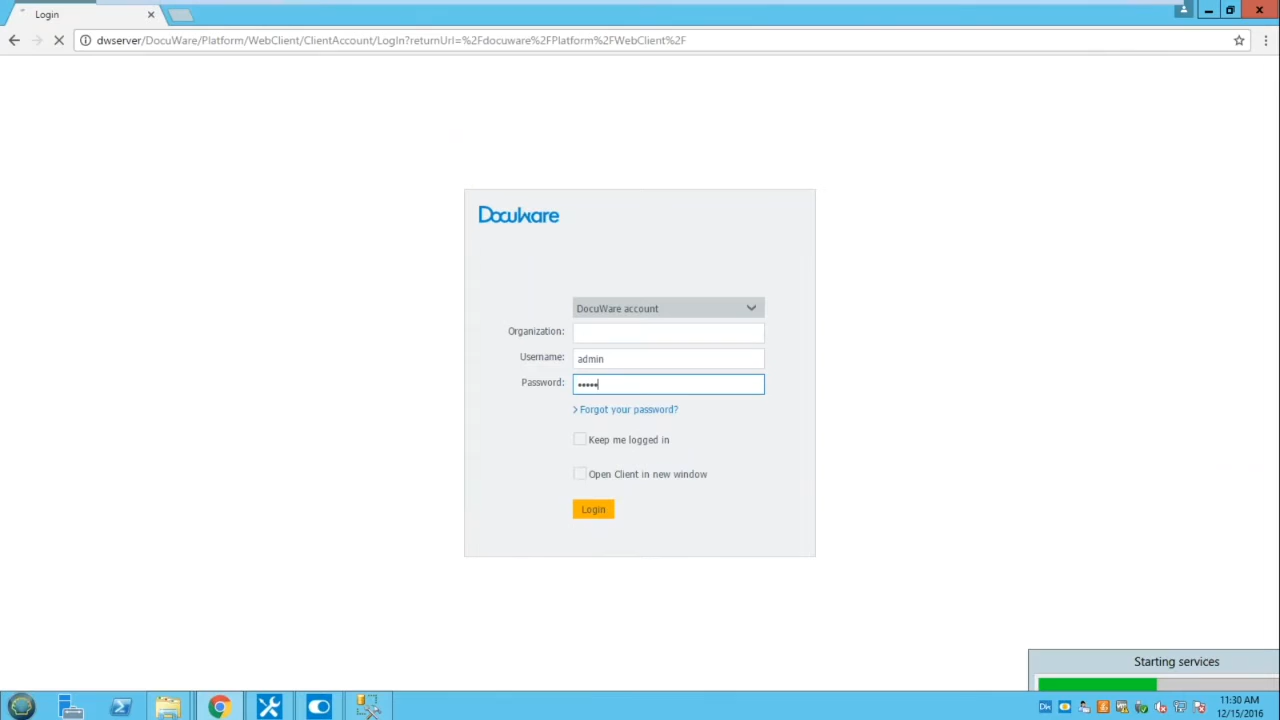 Login
dwserver/DocuWare/Platform/WebClient/ClientAccount/LogIn?returnUrl=%2Fdocuware%2FPlatform%2FWebClient%2F
DocuWare
DocuWare account
Organization:
Username: admin
Password: •••••
> Forgot your password?
Keep me logged in
Open Client in new window
Login
Starting services
11:30 AM
12/15/2016